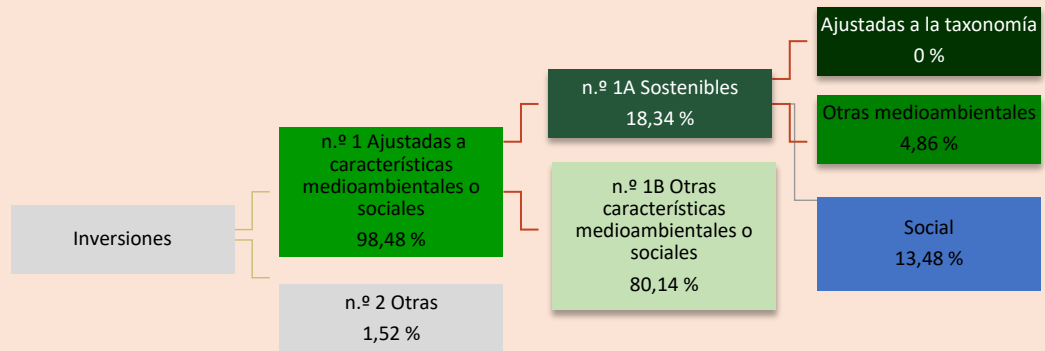 Inversiones
n.º 1 Ajustadas a
características
medioambientales o
sociales
98,48 %
n.º 2 Otras
1,52 %
n.º 1A Sostenibles
18,34 %
n.º 1B Otras
características
medioambientales o
sociales
80,14 %
Ajustadas a la taxonomía
0 %
Otras medioambientales
4,86 %
Social
13,48 %